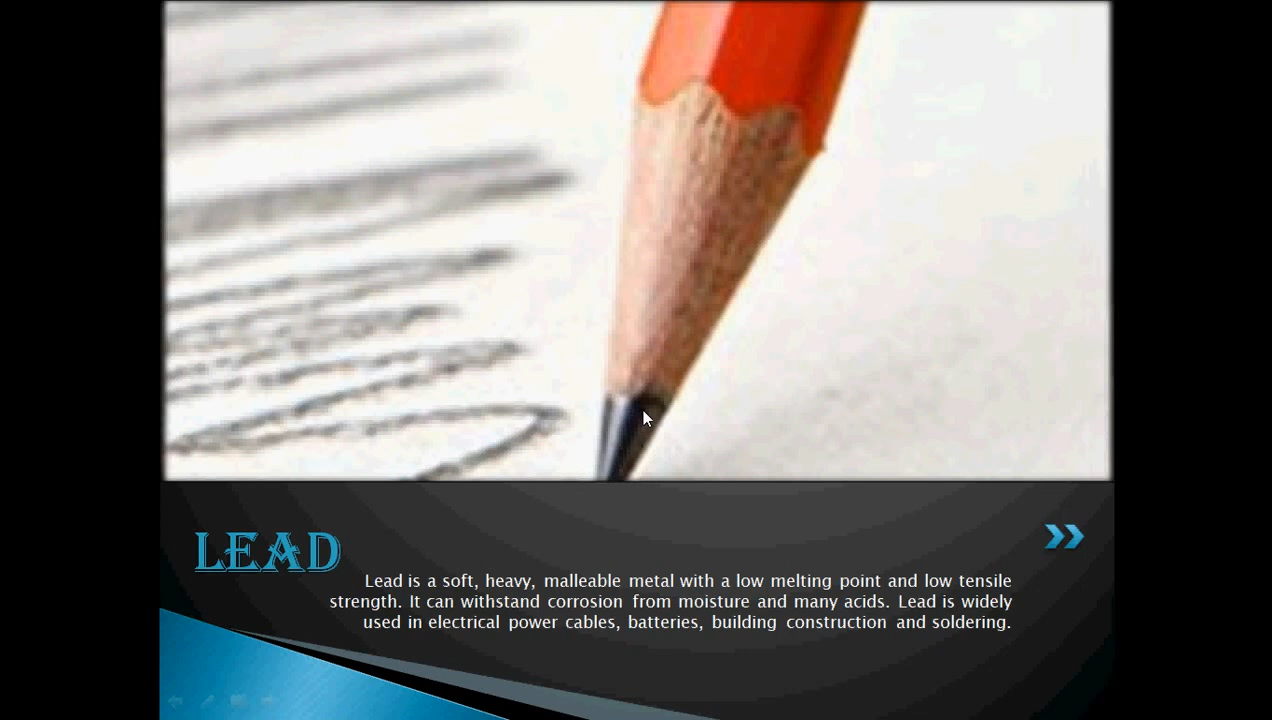 LEAD
Lead is a soft, heavy, malleable metal with a low melting point and low tensile
strength. It can withstand corrosion from moisture and many acids. Lead is widely
used in electrical power cables, batteries, building construction and soldering.